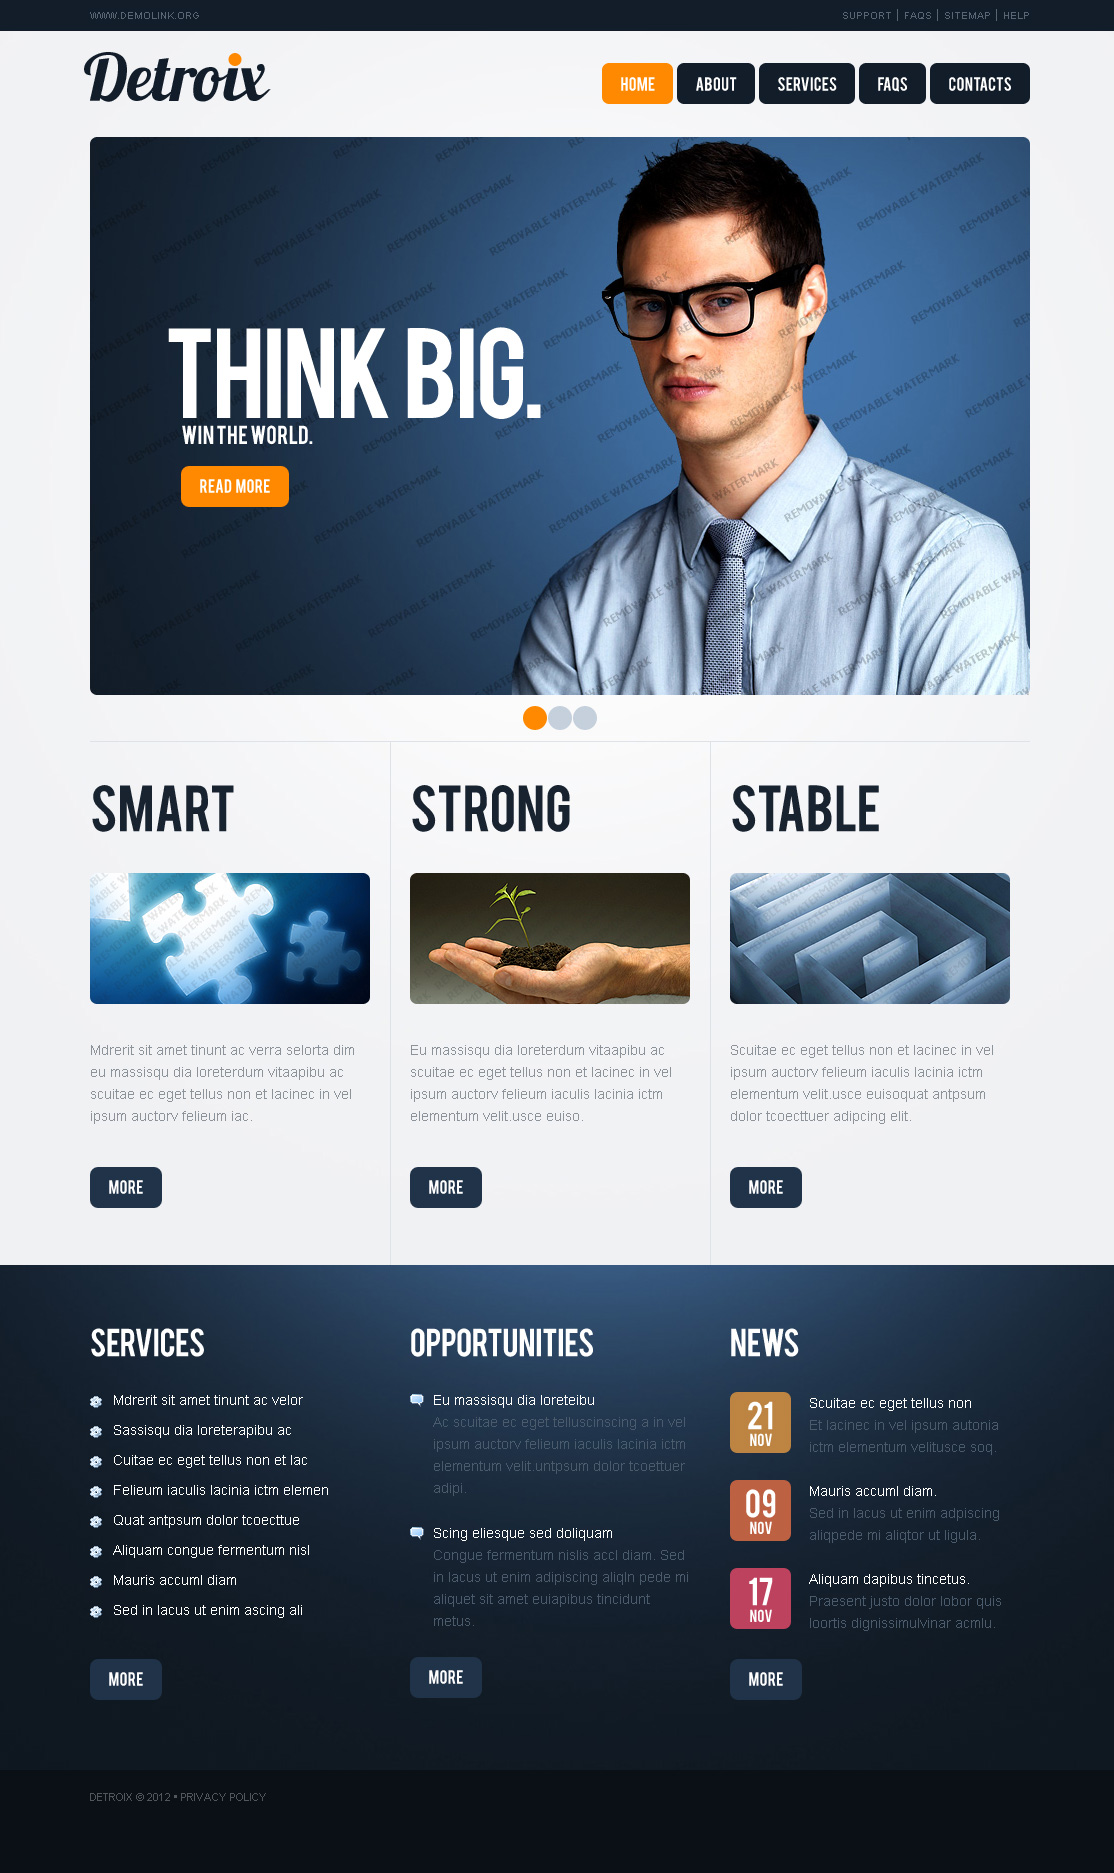 WWW.DEMOLINK.ORG
SUPPORT | FAQS | SITEMAP | HELP
Detroix
HOME ABOUT SERVICES FAQS CONTACTS
REMOVABLE WATERMARK
THINK BIG.
WIN THE WORLD.
READ MORE
SMART
Mdrerit sit amet tinunt ac verra selorta dim
eu massisqu dia loreterdum vitaapibu ac
scuitae ec eget tellus non et lacinec in vel
ipsum auctorv felieum iac.
MORE
STRONG
Eu massisqu dia loreterdum vitaapibu ac
scuitae ec eget tellus non et lacinec in vel
ipsum auctorv felieum iaculis lacinia ictm
elementum velit.usce euiso.
MORE
STABLE
Scuitae ec eget tellus non et lacinec in vel
ipsum auctorv felieum iaculis lacinia ictm
elementum velit.usce euisoquat antpsum
dolor tcoecttuer adipcing elit.
MORE
SERVICES
Mdrerit sit amet tinunt ac velor
Sassisqu dia loreterapibu ac
Cuitae ec eget tellus non et lac
Felieum iaculis lacinia ictm elemen
Quat antpsum dolor tcoecttue
Aliquam congue fermentum nisl
Mauris accuml diam
Sed in lacus ut enim ascing ali
MORE
OPPORTUNITIES
Eu massisqu dia loreteibu
Ac scuitae ec eget telluscinscing a in vel
ipsum auctorv felieum iaculis lacinia ictm
elementum velit.untpsum dolor tcoettuer
adipi.
Scing eliesque sed doliquam
Congue fermentum nislis accl diam. Sed
in lacus ut enim adipiscing aliqln pede mi
aliquet sit amet eulapibus tincidunt
metus.
MORE
NEWS
21
NOV
Scuitae ec eget tellus non
Et lacinec in vel ipsum autonia
ictm elementum velitusce soq.
09
NOV
Mauris accuml diam.
Sed in lacus ut enim adpiscing
aliqpede mi aliqtor ut ligula.
17
NOV
Aliquam dapibus tincetus.
Praesent justo dolor lobor quis
loortis dignissimulvinar acmlu.
MORE
DETROIX © 2012 • PRIVACY POLICY